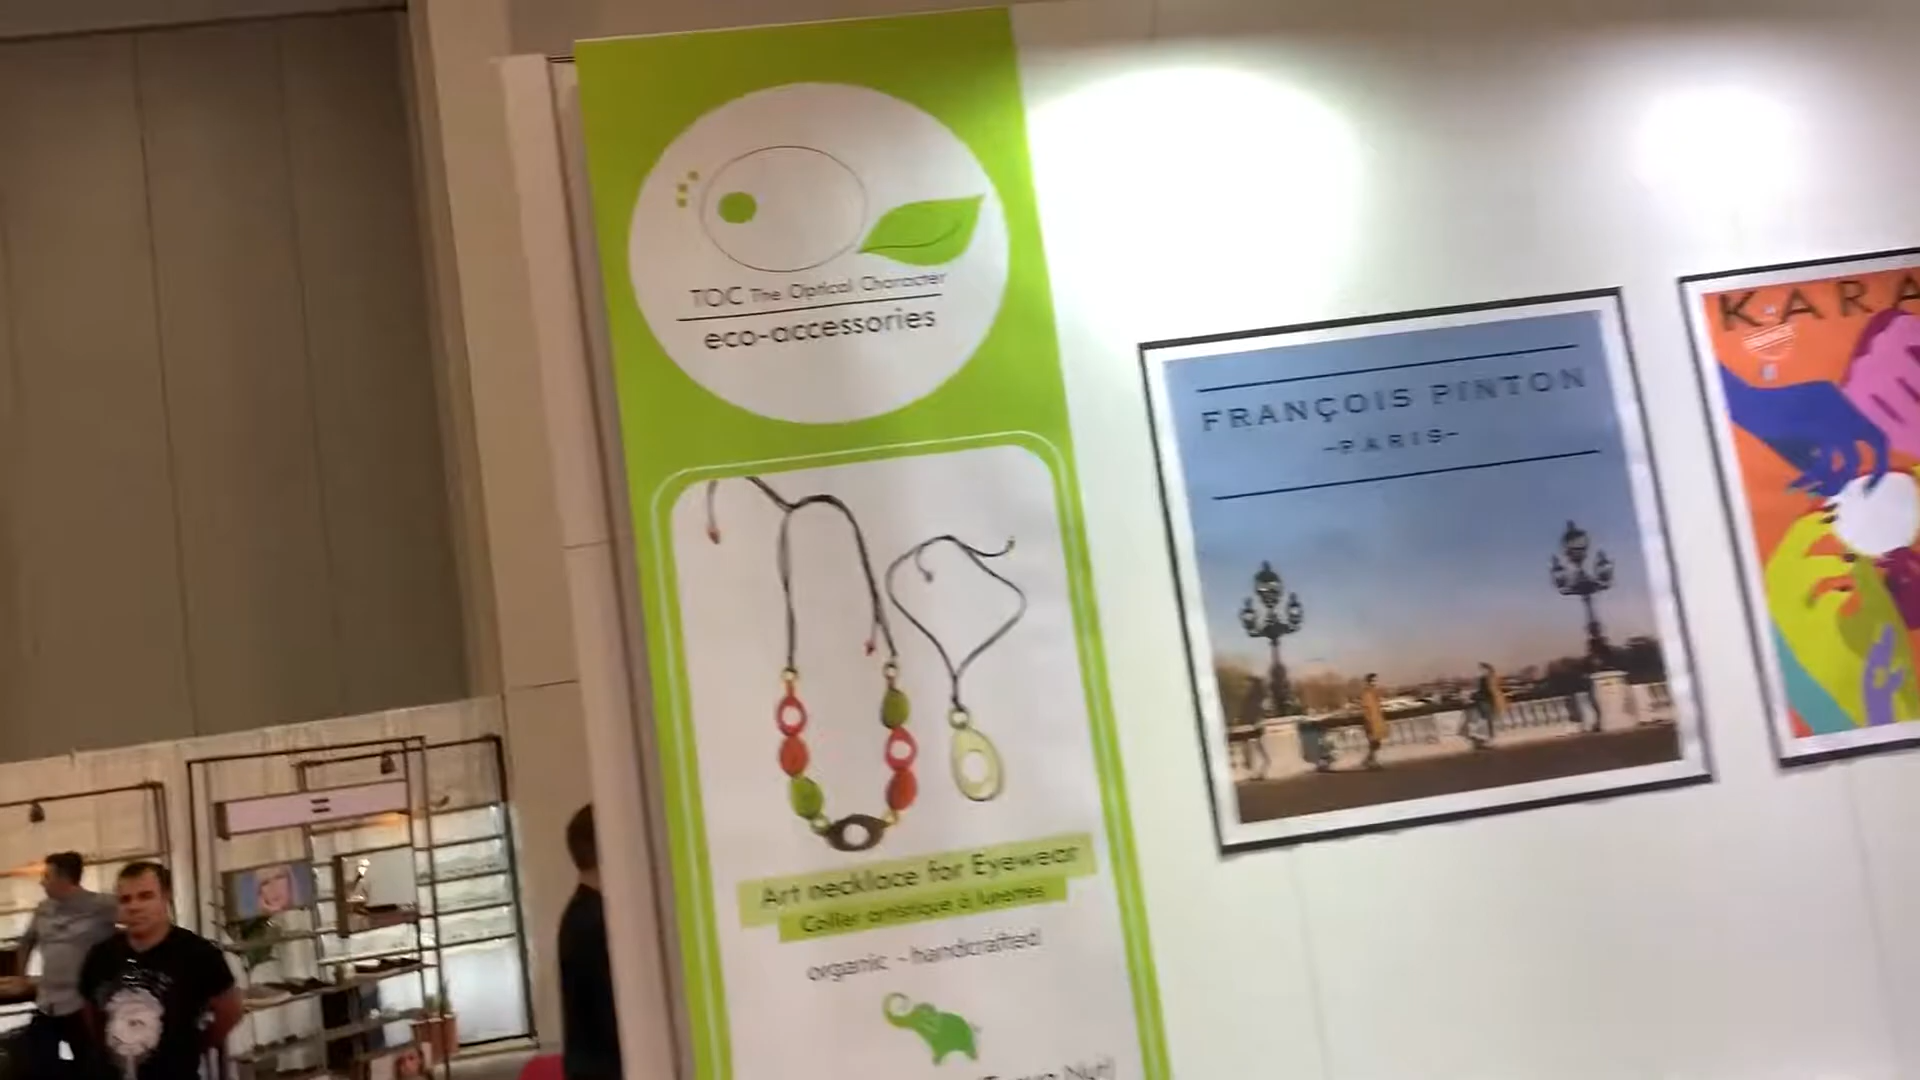 TOC The Optical Character
eco-accessories
FRANÇOIS PINTON
-PARIS-
KARA
Art necklace for Eyewear
Collier artistique à lunettes
organic - handcrafted